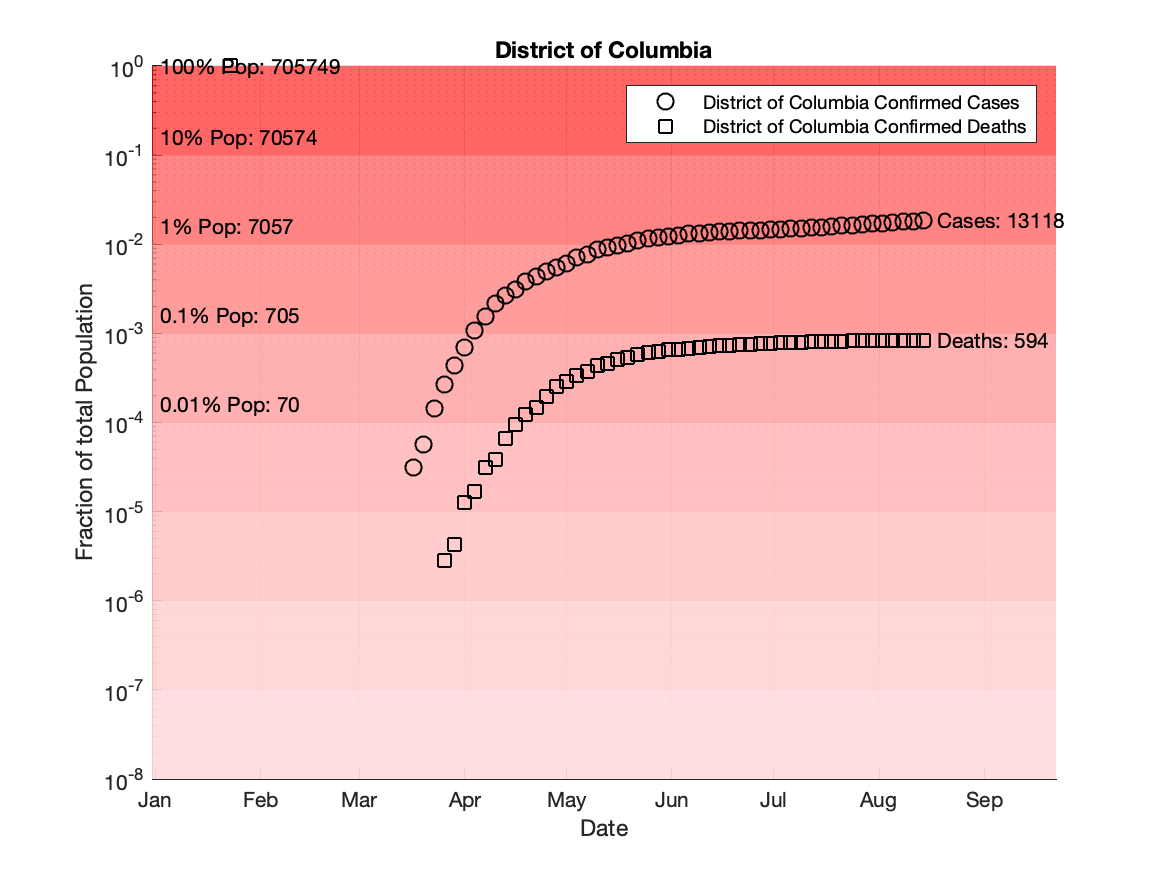 District of Columbia
10^0
100% Pop: 705749
District of Columbia Confirmed Cases
District of Columbia Confirmed Deaths
10% Pop: 70574
10^-1
1% Pop: 7057
Cases: 13118
10^-2
0.1% Pop: 705
10^-3
Deaths: 594
0.01% Pop: 70
10^-4
10^-5
10^-6
10^-7
10^-8
Fraction of total Population
Jan Feb Mar Apr May Jun Jul Aug Sep
Date